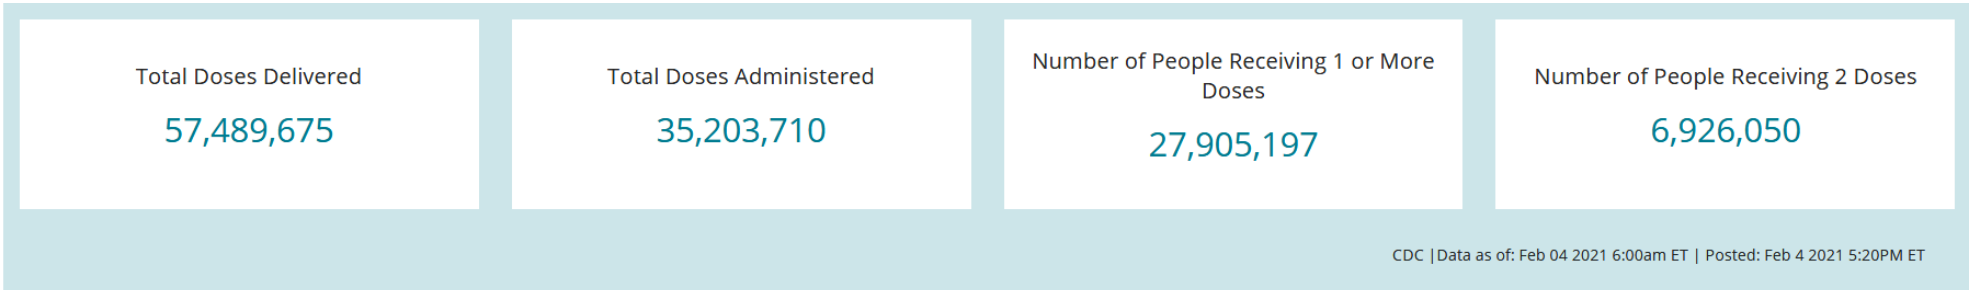 Total Doses Delivered
57,489,675
Total Doses Administered
35,203,710
Number of People Receiving 1 or More
Doses
27,905,197
Number of People Receiving 2 Doses
6,926,050
CDC |Data as of: Feb 04 2021 6:00am ET | Posted: Feb 4 2021 5:20PM ET